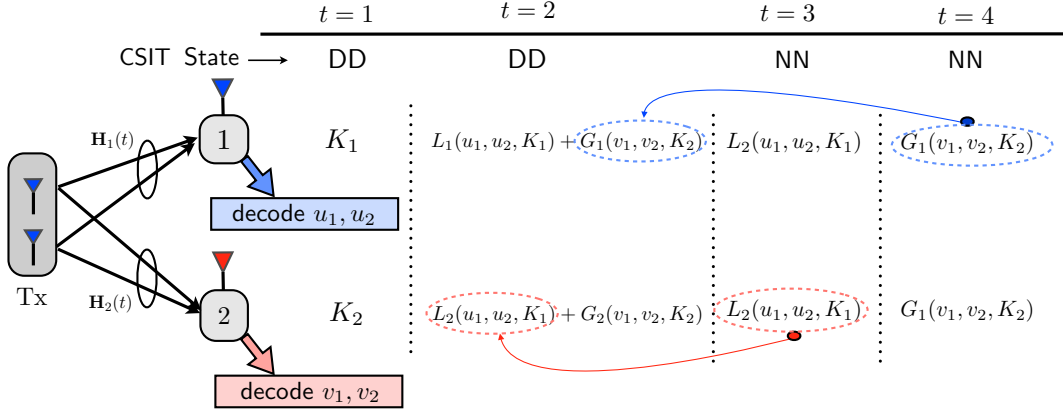 t = 1 t = 2 t = 3 t = 4
CSIT State DD DD NN NN
H₁(t)
1 K₁ L₁(u₁, u₂, K₁) + G₁(v₁, v₂, K₂) L₂(u₁, u₂, K₁) G₁(v₁, v₂, K₂)
decode u₁, u₂
Tx
H₂(t)
2 K₂ L₂(u₁, u₂, K₁) + G₂(v₁, v₂, K₂) L₂(u₁, u₂, K₁) G₁(v₁, v₂, K₂)
decode v₁, v₂